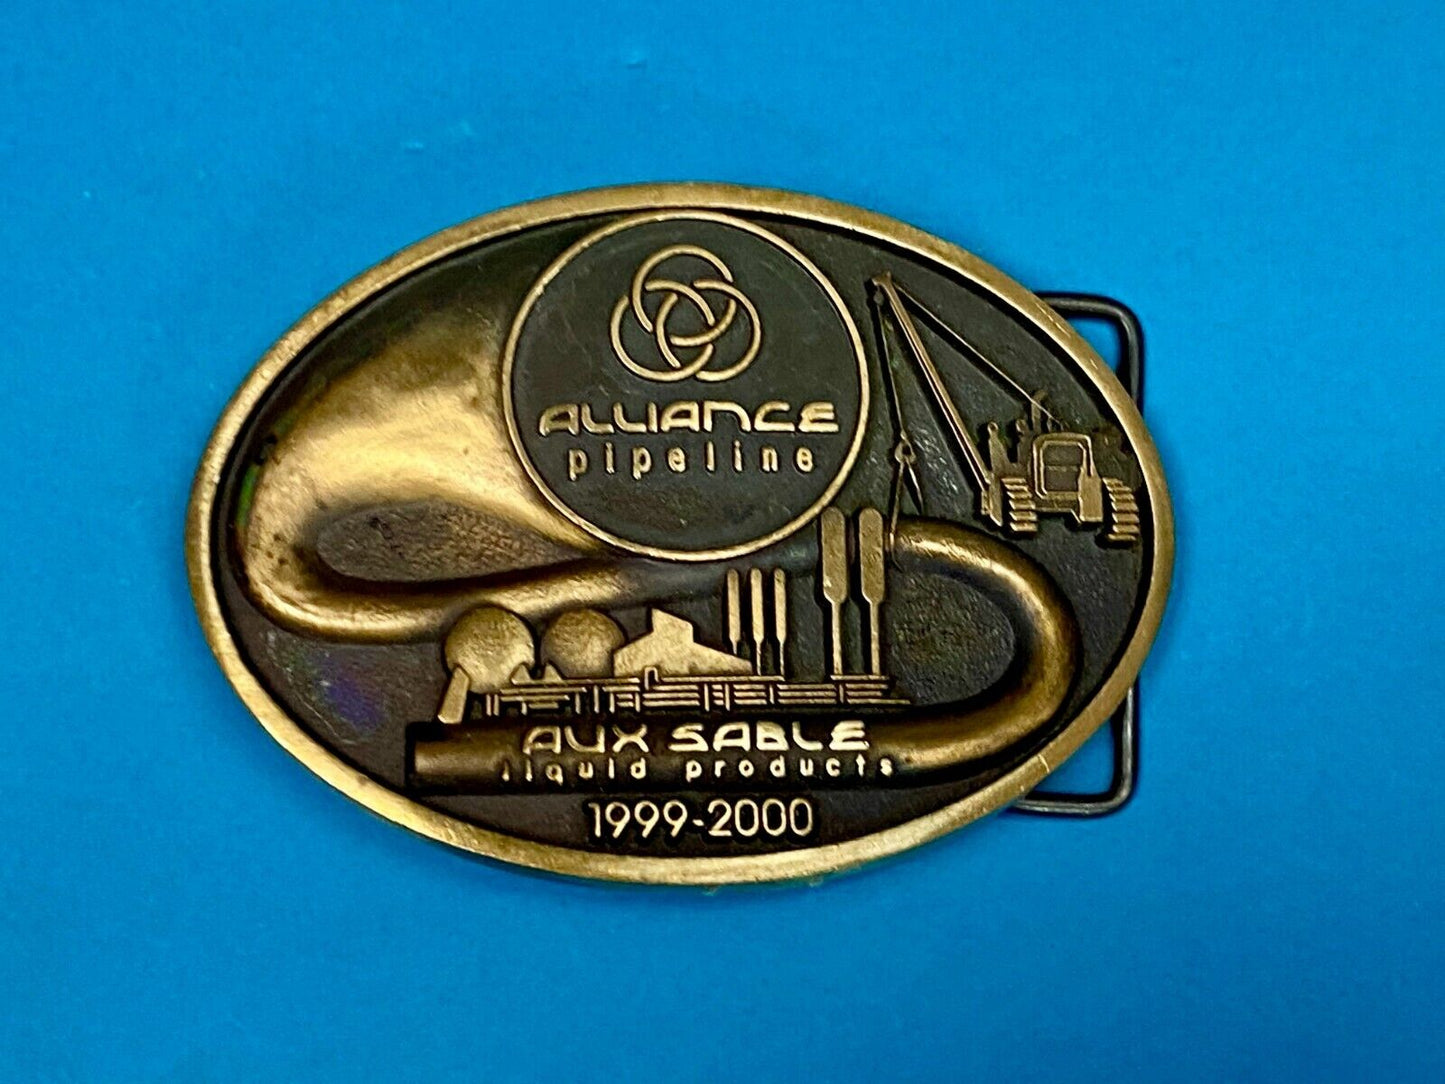 ALLIANCE
pipeline
AUX SABLE
liquid products
1999-2000